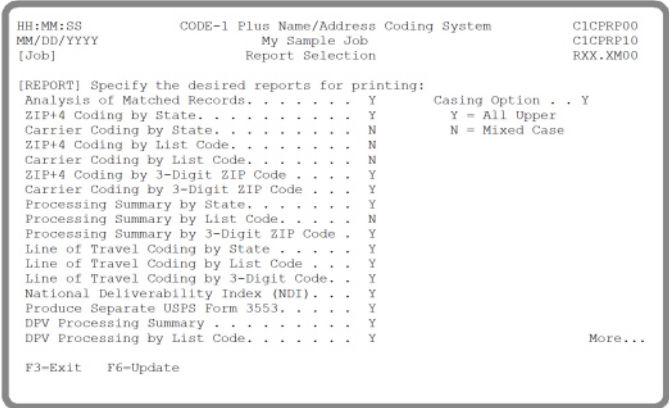 HH:MM:SS CODE-1 Plus Name/Address Coding System C1CPRP00
MM/DD/YYYY My Sample Job C1CPRP10
[Job] Report Selection RXX.XM00
[REPORT] Specify the desired reports for printing:
Analysis of Matched Records. . . . . . . Y Casing Option . . Y
ZIP+4 Coding by State. . . . . . . . . . Y Y = All Upper
Carrier Coding by State. . . . . . . . . N N = Mixed Case
ZIP+4 Coding by List Code. . . . . . . . N
Carrier Coding by List Code. . . . . . . N
ZIP+4 Coding by 3-Digit ZIP Code . . . . Y
Carrier Coding by 3-Digit ZIP Code . . . Y
Processing Summary by State. . . . . . . Y
Processing Summary by List Code. . . . . N
Processing Summary by 3-Digit ZIP Code . Y
Line of Travel Coding by State . . . . . Y
Line of Travel Coding by List Code . . . Y
Line of Travel Coding by 3-Digit Code. . Y
National Deliverability Index (NDI). . . Y
Produce Separate USPS Form 3553. . . . . Y
DPV Processing Summary . . . . . . . . . Y
DPV Processing by List Code. . . . . . . Y More...
F3=Exit F6=Update